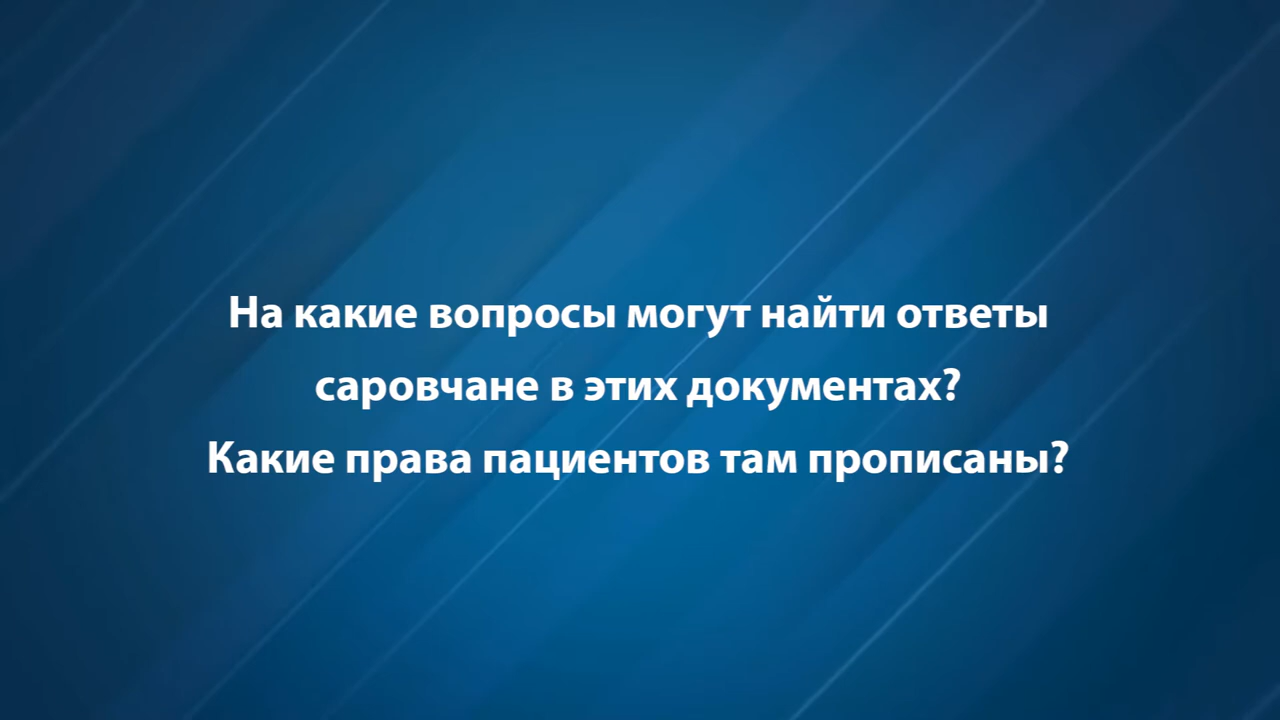 На какие вопросы могут найти ответы
саровчане в этих документах?
Какие права пациентов там прописаны?